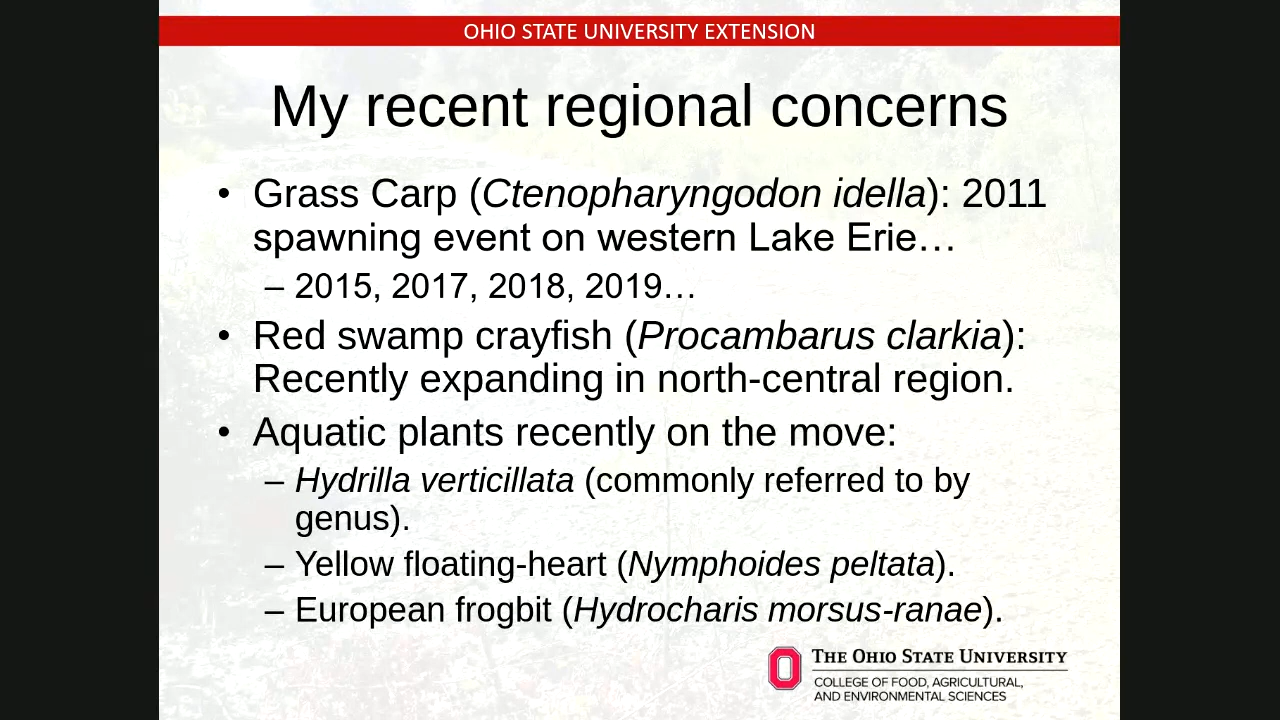 OHIO STATE UNIVERSITY EXTENSION
My recent regional concerns
• Grass Carp (Ctenopharyngodon idella): 2011
spawning event on western Lake Erie…
– 2015, 2017, 2018, 2019…
• Red swamp crayfish (Procambarus clarkia):
Recently expanding in north-central region.
• Aquatic plants recently on the move:
– Hydrilla verticillata (commonly referred to by
genus).
– Yellow floating-heart (Nymphoides peltata).
– European frogbit (Hydrocharis morsus-ranae).
THE OHIO STATE UNIVERSITY
COLLEGE OF FOOD, AGRICULTURAL,
AND ENVIRONMENTAL SCIENCES